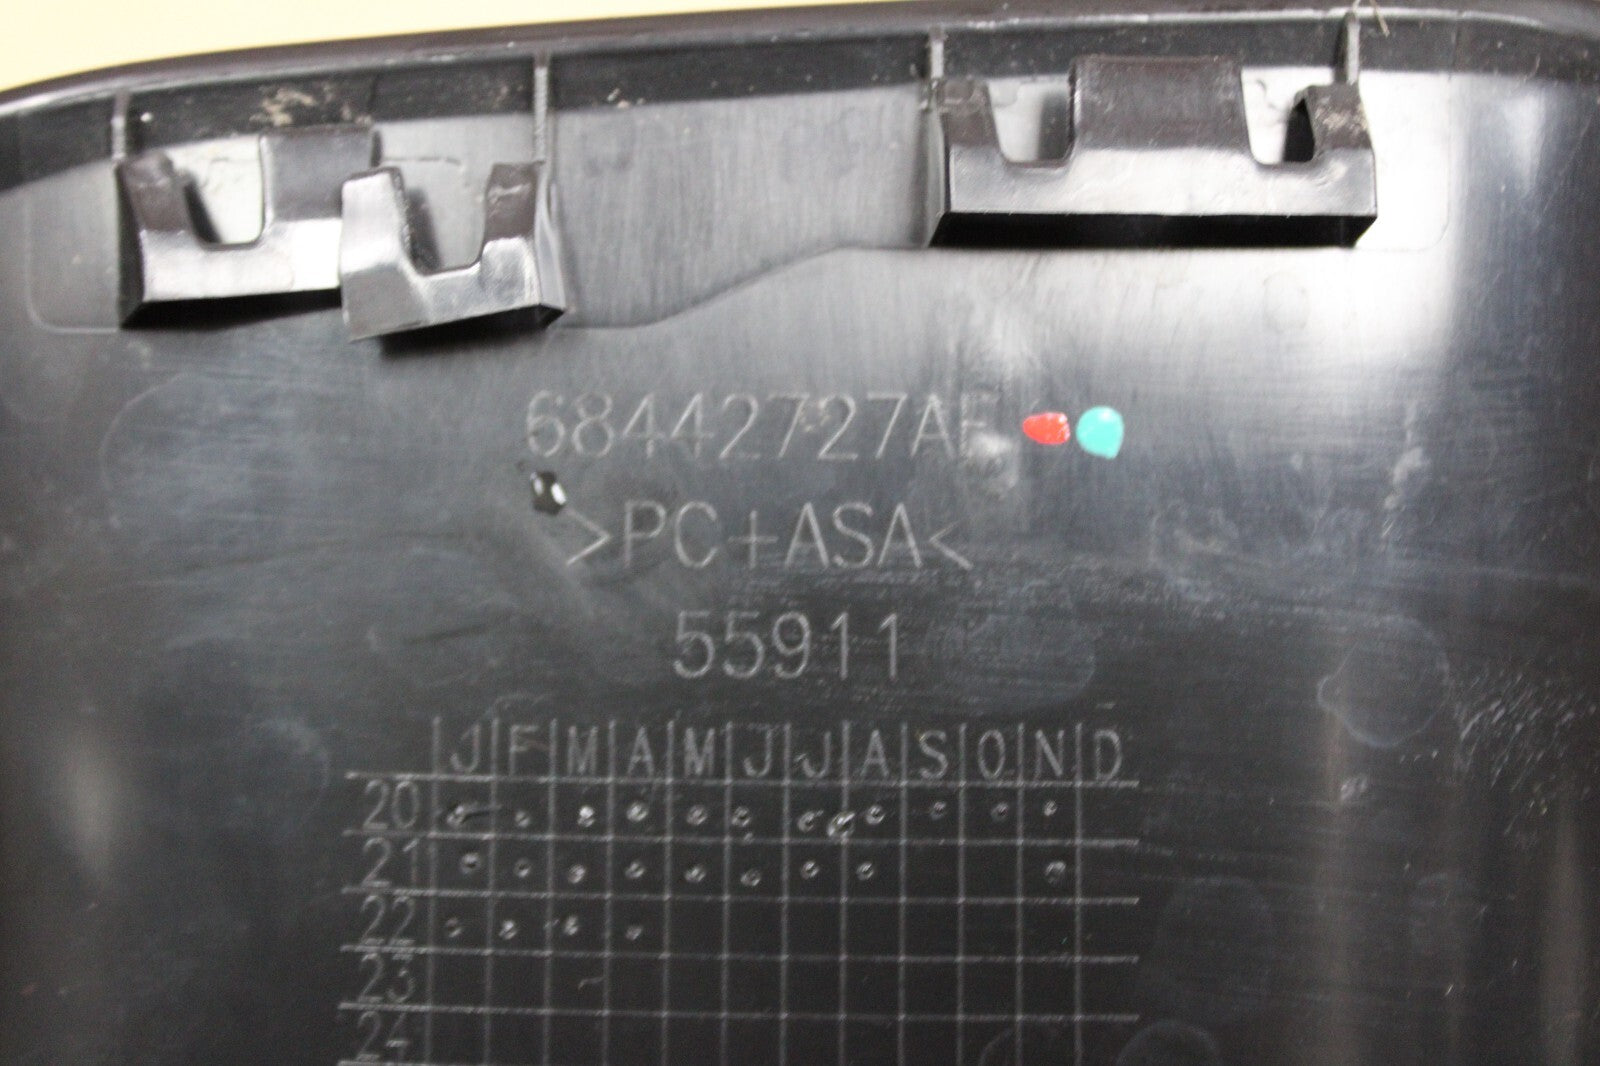 68442727AE
>PC+ASA<
55911
J F M A M J J A S O N D
20
21
22
23
24